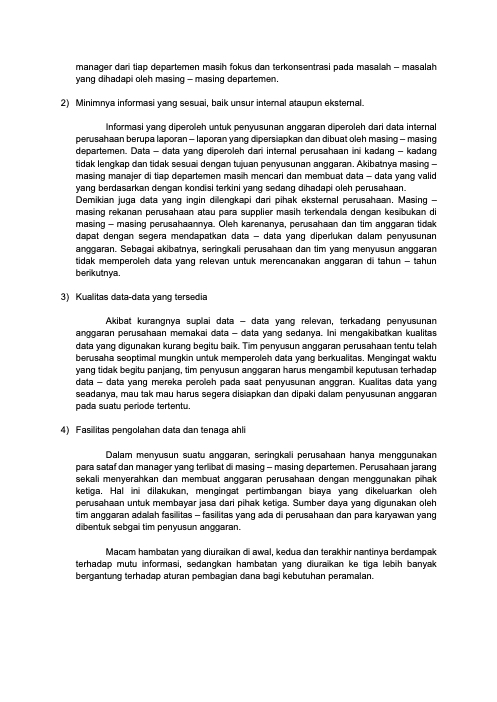 manager dari tiap departemen masih fokus dan terkonsentrasi pada masalah – masalah
yang dihadapi oleh masing – masing departemen.
2) Minimnya informasi yang sesuai, baik unsur internal ataupun eksternal.
Informasi yang diperoleh untuk penyusunan anggaran diperoleh dari data internal
perusahaan berupa laporan – laporan yang dipersiapkan dan dibuat oleh masing – masing
departemen. Data – data yang diperoleh dari internal perusahaan ini kadang – kadang
tidak lengkap dan tidak sesuai dengan tujuan penyusunan anggaran. Akibatnya masing –
masing manajer di tiap departemen masih mencari dan membuat data – data yang valid
yang berdasarkan dengan kondisi terkini yang sedang dihadapi oleh perusahaan.
Demikian juga data yang ingin dilengkapi dari pihak eksternal perusahaan. Masing –
masing rekanan perusahaan atau para supplier masih terkendala dengan kesibukan di
masing – masing perusahaannya. Oleh karenanya, perusahaan dan tim anggaran tidak
dapat dengan segera mendapatkan data – data yang diperlukan dalam penyusunan
anggaran. Sebagai akibatnya, seringkali perusahaan dan tim yang menyusun anggaran
tidak memperoleh data yang relevan untuk merencanakan anggaran di tahun – tahun
berikutnya.
3) Kualitas data-data yang tersedia
Akibat kurangnya suplai data – data yang relevan, terkadang penyusunan
anggaran perusahaan memakai data – data yang sedanya. Ini mengakibatkan kualitas
data yang digunakan kurang begitu baik. Tim penyusun anggaran perusahaan tentu telah
berusaha seoptimal mungkin untuk memperoleh data yang berkualitas. Mengingat waktu
yang tidak begitu panjang, tim penyusun anggaran harus mengambil keputusan terhadap
data – data yang mereka peroleh pada saat penyusunan anggran. Kualitas data yang
seadanya, mau tak mau harus segera disiapkan dan dipaki dalam penyusunan anggaran
pada suatu periode tertentu.
4) Fasilitas pengolahan data dan tenaga ahli
Dalam menyusun suatu anggaran, seringkali perusahaan hanya menggunakan
para sataf dan manager yang terlibat di masing – masing departemen. Perusahaan jarang
sekali menyerahkan dan membuat anggaran perusahaan dengan menggunakan pihak
ketiga. Hal ini dilakukan, mengingat pertimbangan biaya yang dikeluarkan oleh
perusahaan untuk membayar jasa dari pihak ketiga. Sumber daya yang digunakan oleh
tim anggaran adalah fasilitas – fasilitas yang ada di perusahaan dan para karyawan yang
dibentuk sebgai tim penyusun anggaran.
Macam hambatan yang diuraikan di awal, kedua dan terakhir nantinya berdampak
terhadap mutu informasi, sedangkan hambatan yang diuraikan ke tiga lebih banyak
bergantung terhadap aturan pembagian dana bagi kebutuhan peramalan.